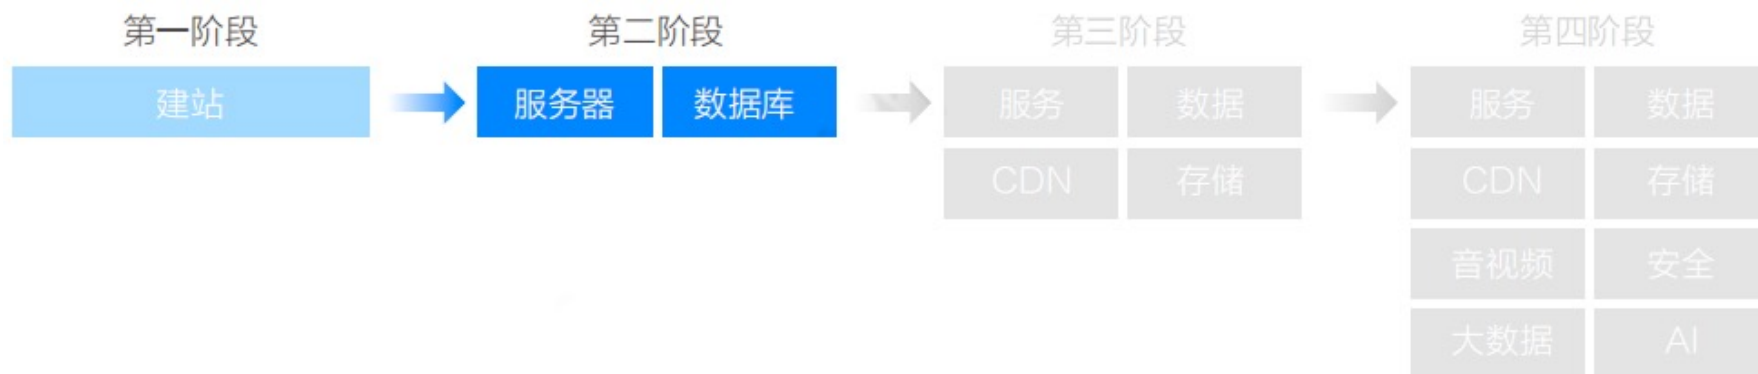 第一阶段
第二阶段
第三阶段
第四阶段
建站
服务器
数据库
服务
数据
服务
数据
CDN
存储
CDN
存储
音视频
安全
大数据
AI